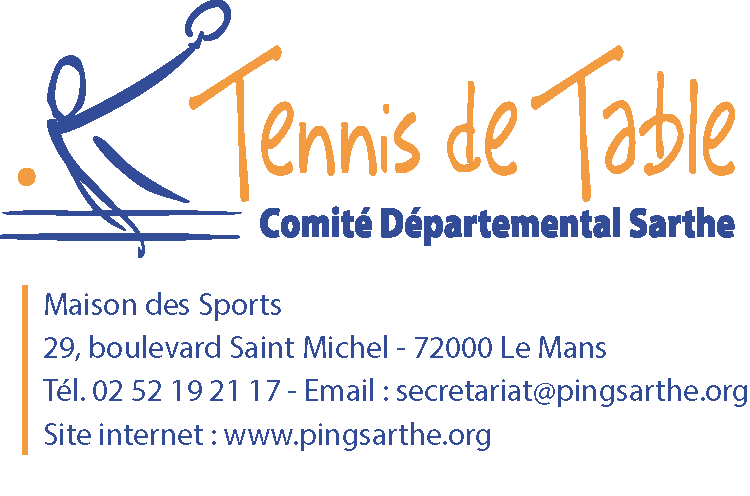 Tennis de Table
Comité Départemental Sarthe
Maison des Sports
29, boulevard Saint Michel - 72000 Le Mans
Tél. 02 52 19 21 17 - Email : secretariat@pingsarthe.org
Site internet : www.pingsarthe.org